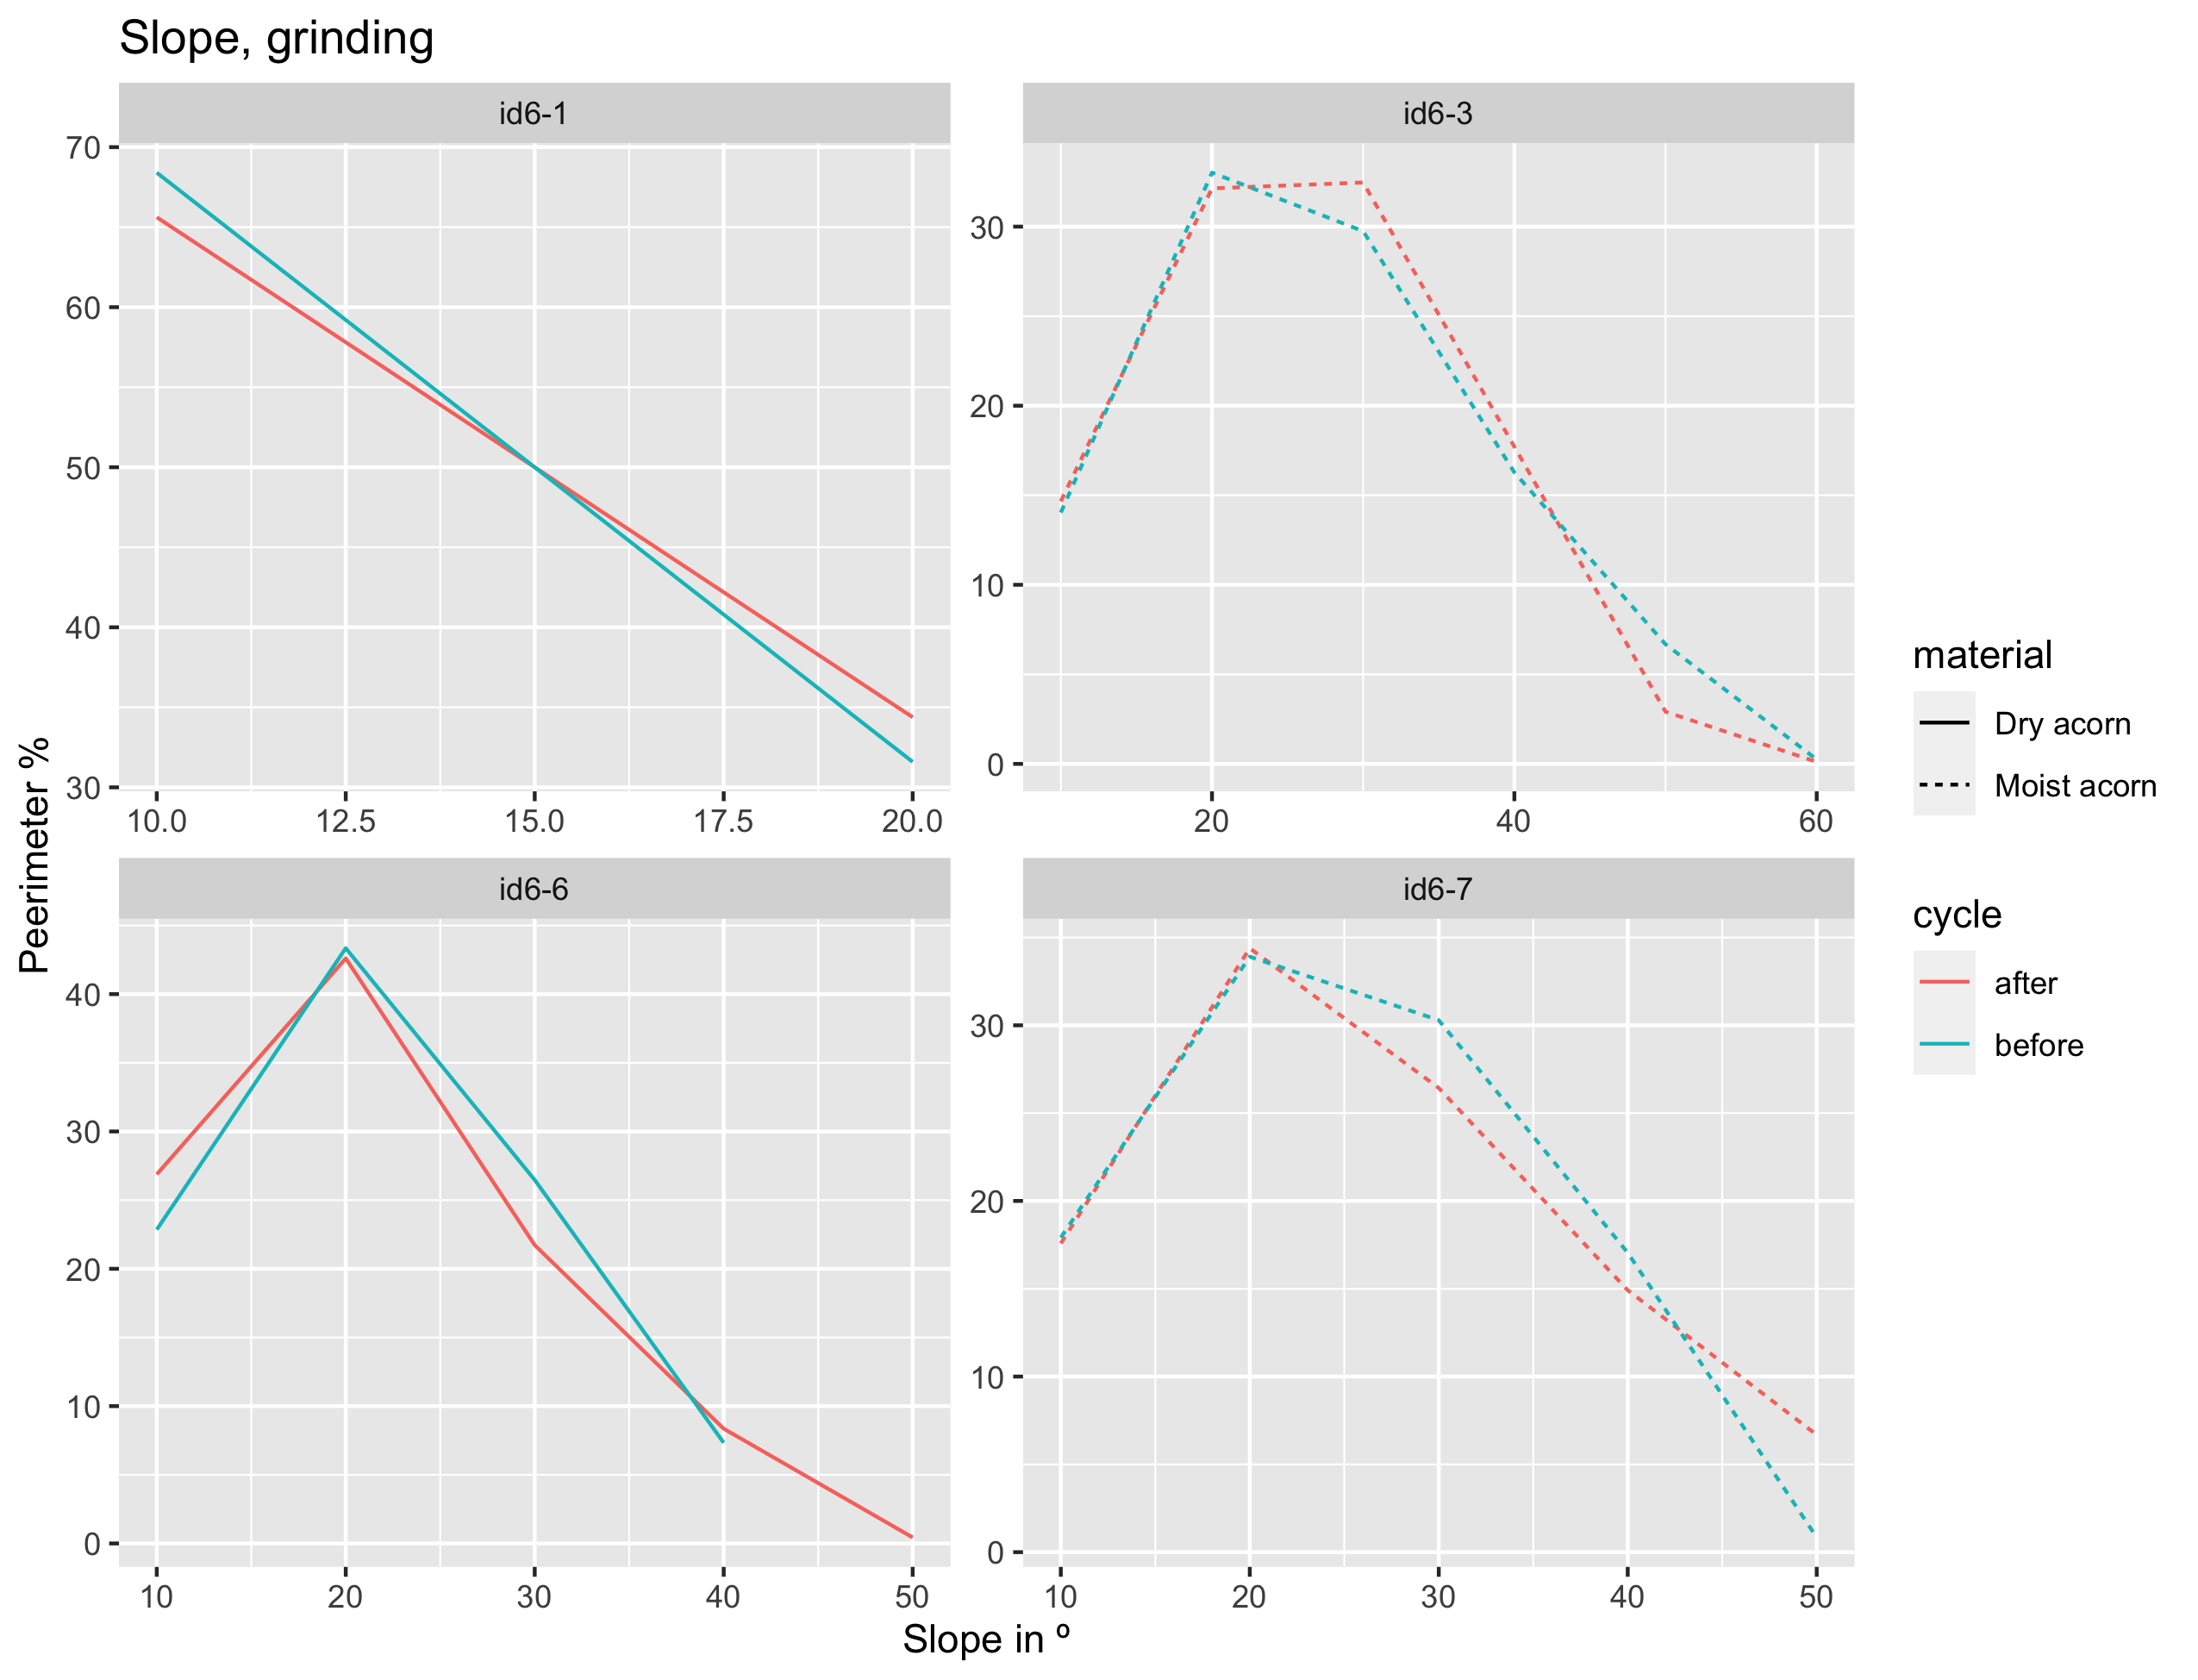 Slope, grinding
id6-1
70
60
50
40
30
10.0 12.5 15.0 17.5 20.0
id6-3
30
20
10
0
20 40 60
id6-6
40
30
20
10
0
10 20 30 40 50
id6-7
30
20
10
0
10 20 30 40 50
Peerimeter %
Slope in º
material
Dry acorn
Moist acorn
cycle
after
before